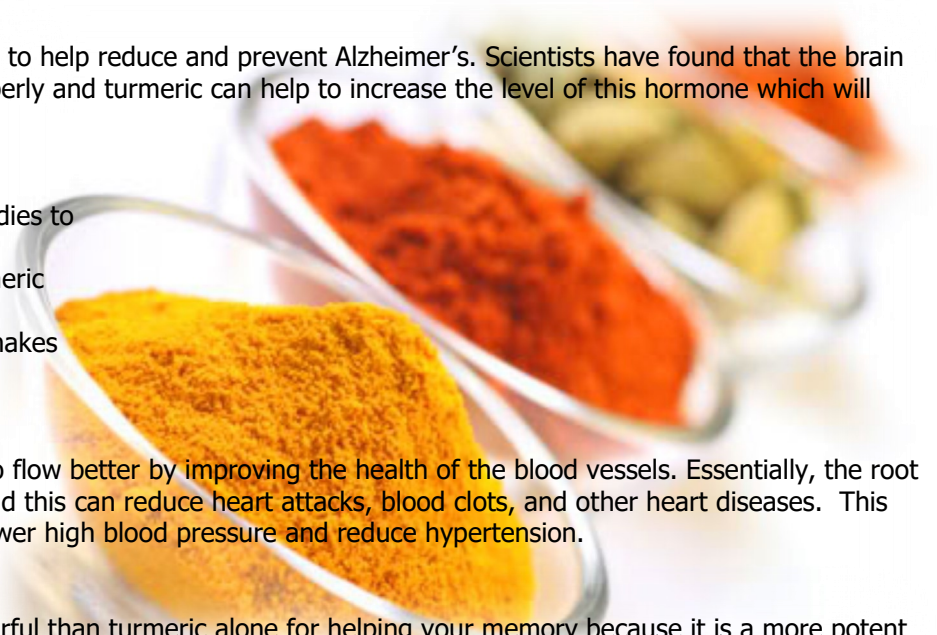 to help reduce and prevent Alzheimer’s. Scientists have found that the brain
erly and turmeric can help to increase the level of this hormone which will
dies to
eric
makes
flow better by improving the health of the blood vessels. Essentially, the root
d this can reduce heart attacks, blood clots, and other heart diseases.  This
wer high blood pressure and reduce hypertension.
rful than turmeric alone for helping your memory because it is a more potent